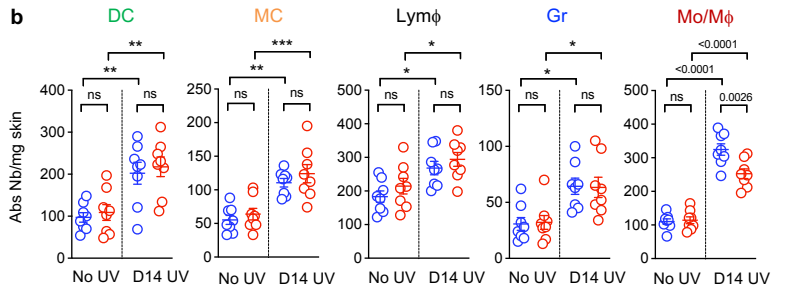 b
DC
MC
Lymϕ
Gr
Mo/Mϕ
** *** * * <0.0001
** ** * * <0.0001
ns ns ns ns ns ns ns ns ns 0.0026
Abs Nb/mg skin
400
300
200
100
0
250
200
150
100
50
0
500
400
300
200
100
0
150
100
50
0
500
400
300
200
100
0
No UV D14 UV
No UV D14 UV
No UV D14 UV
No UV D14 UV
No UV D14 UV